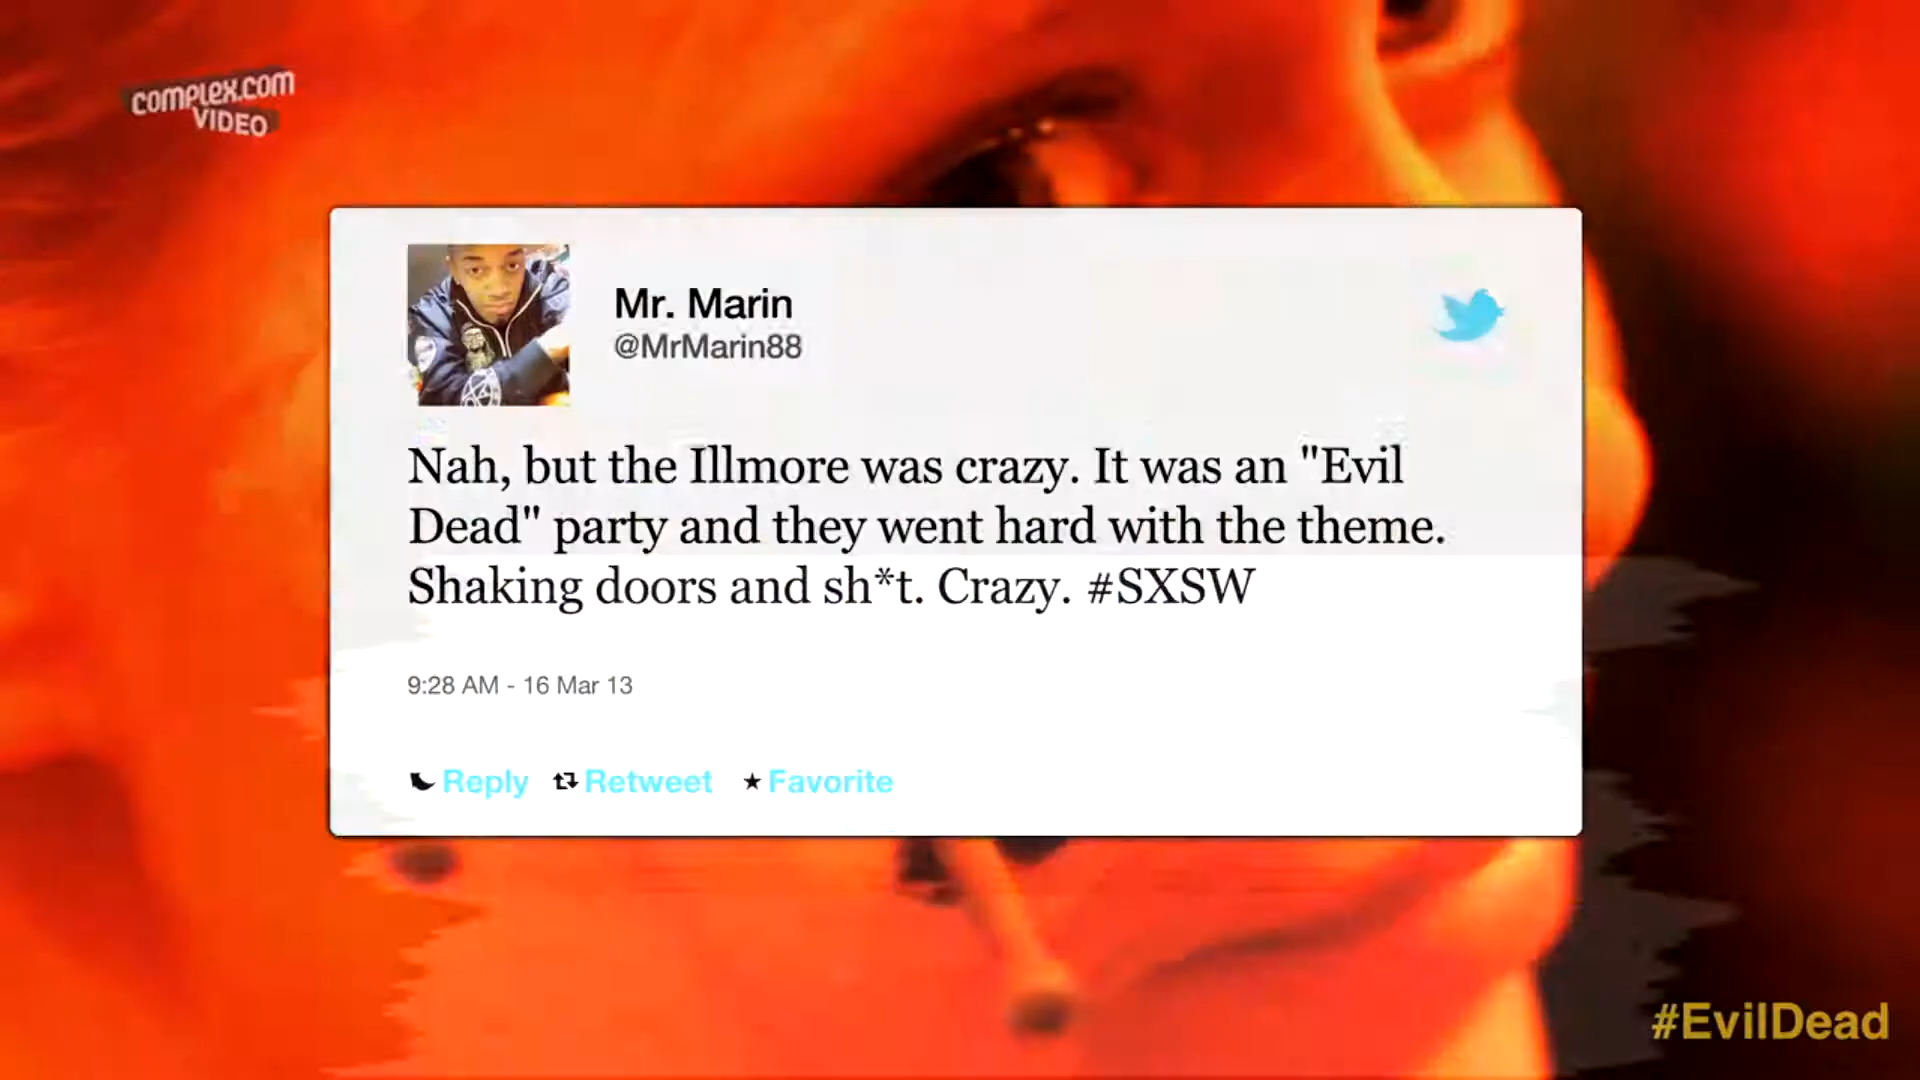 complex.com
VIDEO
Mr. Marin
@MrMarin88
Nah, but the Illmore was crazy. It was an "Evil
Dead" party and they went hard with the theme.
Shaking doors and sh*t. Crazy. #SXSW
9:28 AM - 16 Mar 13
Reply Retweet Favorite
#EvilDead